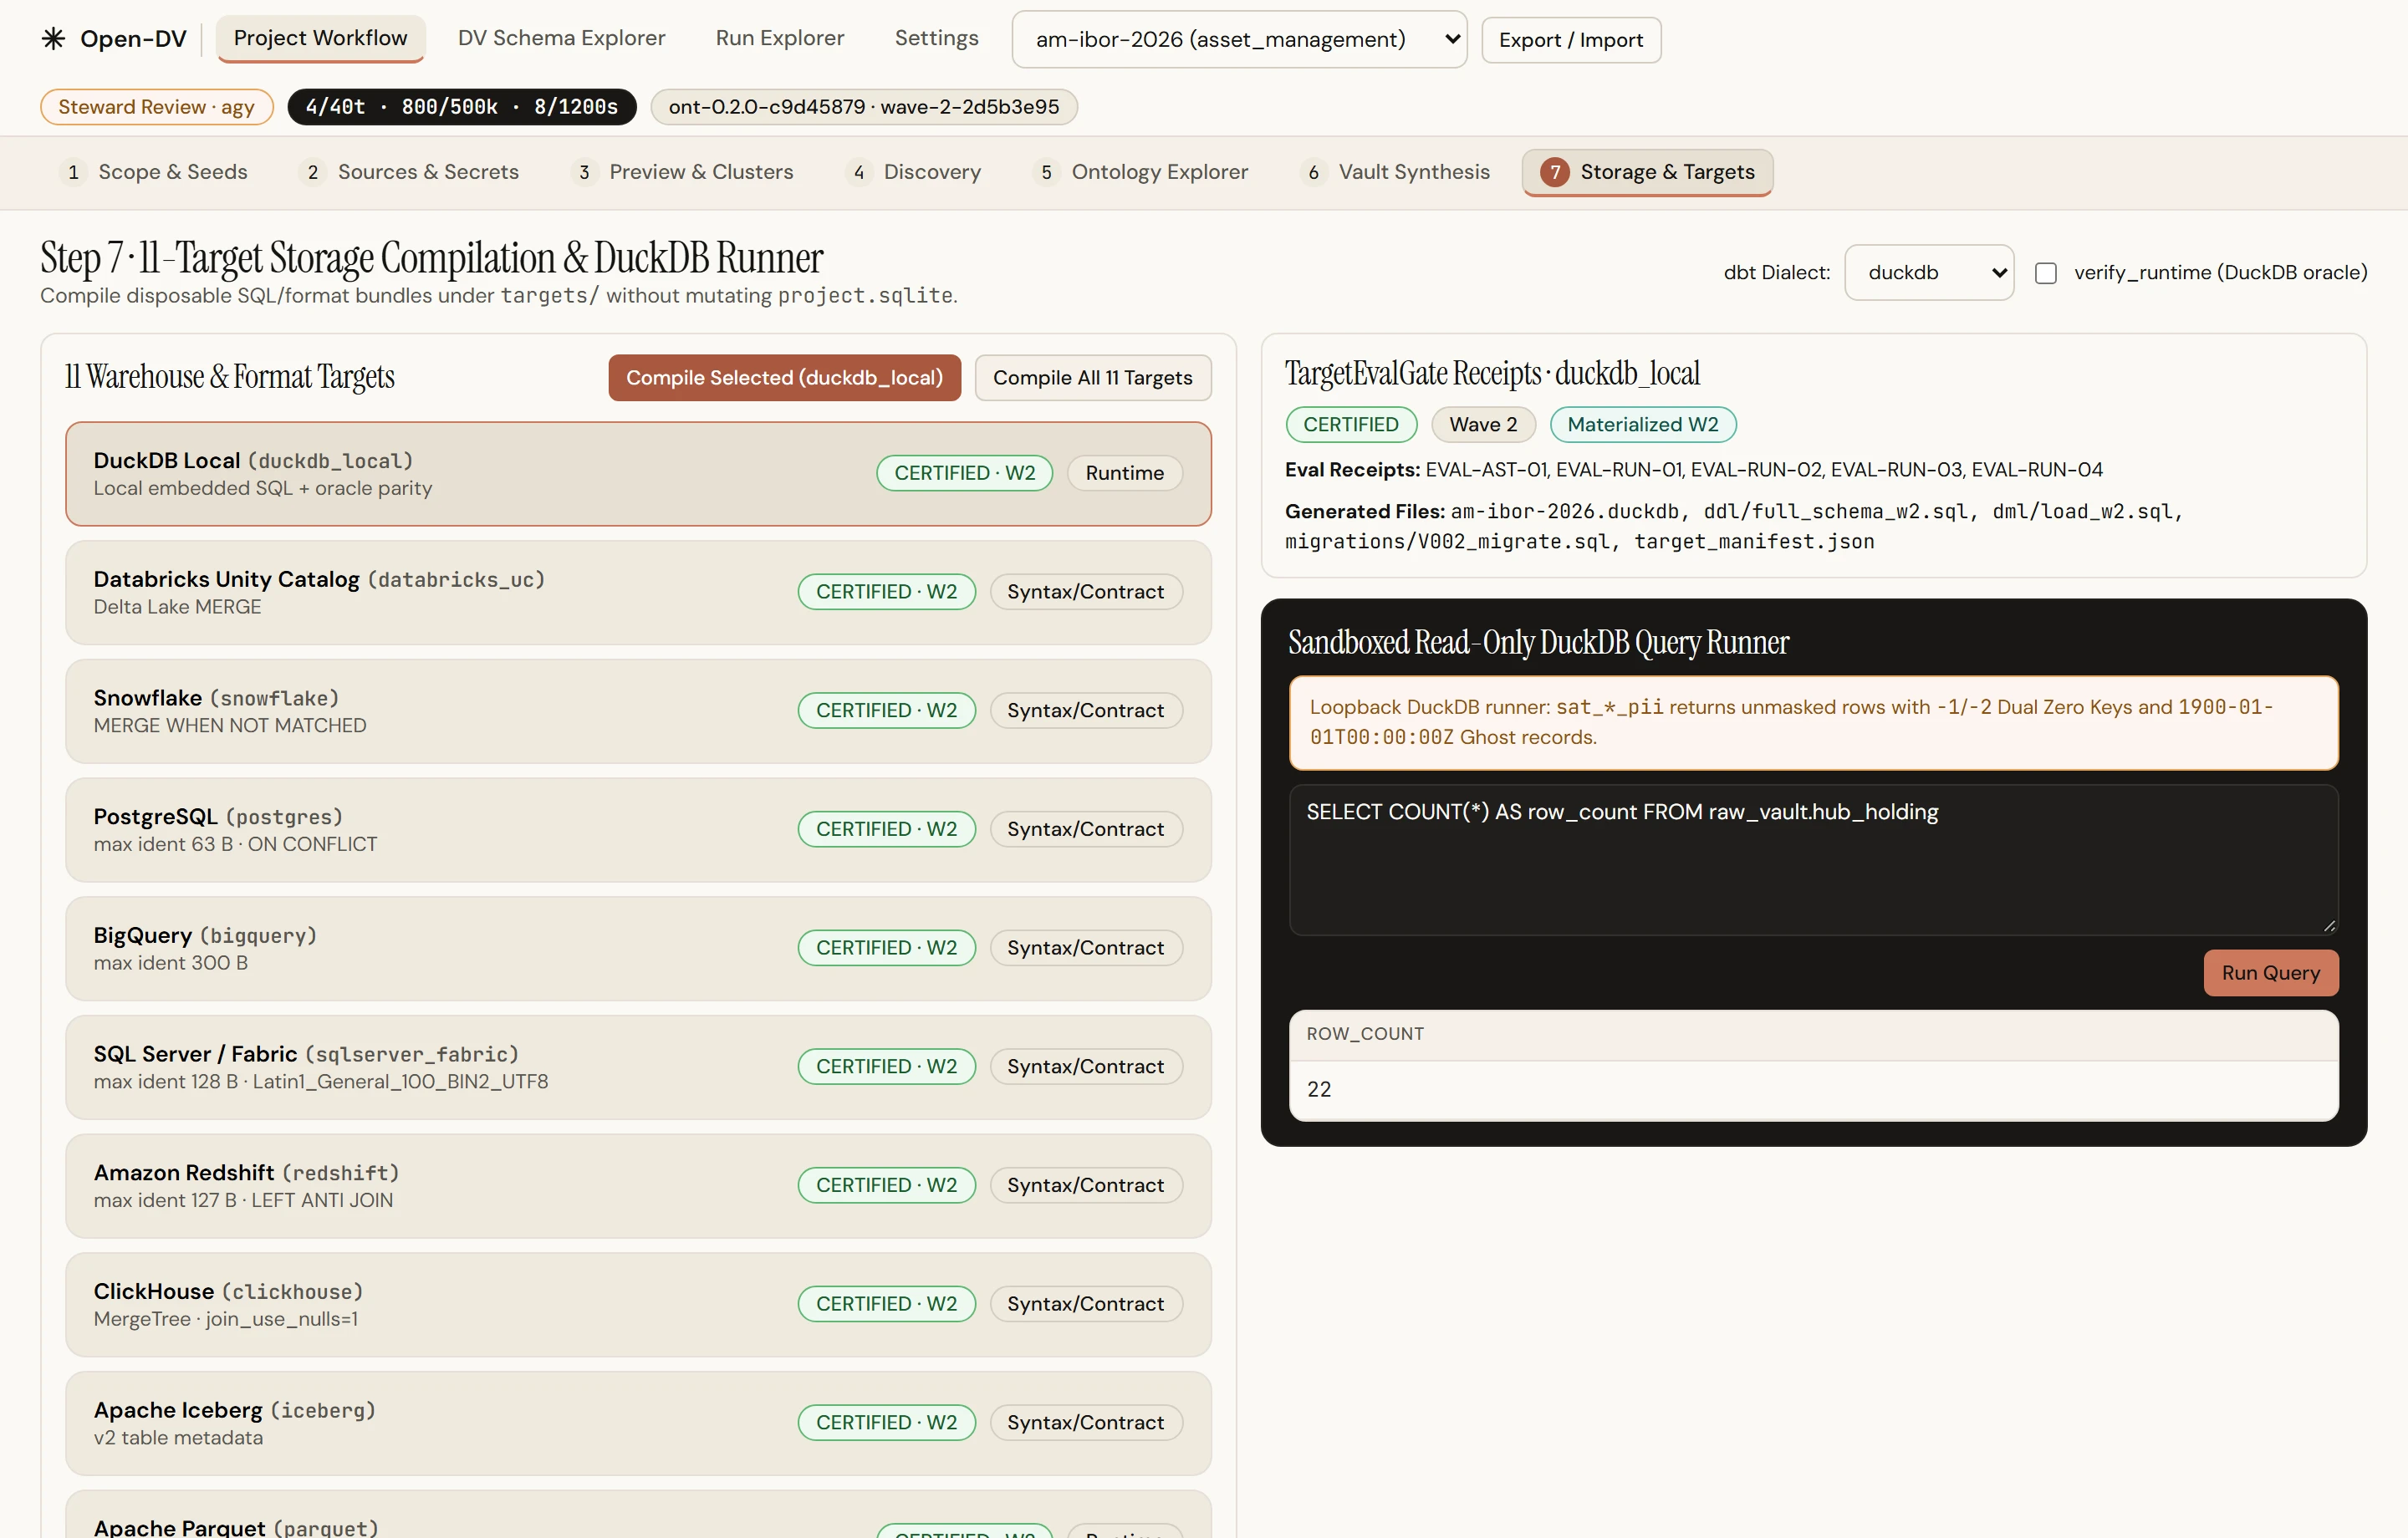 Open-DV
Project Workflow
DV Schema Explorer
Run Explorer
Settings
am-ibor-2026 (asset_management)
Export / Import
Steward Review · agy
4/40t · 800/500k · 8/1200s
ont-0.2.0-c9d45879 · wave-2-2d5b3e95
1 Scope & Seeds
2 Sources & Secrets
3 Preview & Clusters
4 Discovery
5 Ontology Explorer
6 Vault Synthesis
7 Storage & Targets
Step 7 · 11-Target Storage Compilation & DuckDB Runner
Compile disposable SQL/format bundles under targets/ without mutating project.sqlite.
dbt Dialect:
duckdb
verify_runtime (DuckDB oracle)
11 Warehouse & Format Targets
Compile Selected (duckdb_local)
Compile All 11 Targets
DuckDB Local (duckdb_local)
Local embedded SQL + oracle parity
CERTIFIED · W2
Runtime
Databricks Unity Catalog (databricks_uc)
Delta Lake MERGE
CERTIFIED · W2
Syntax/Contract
Snowflake (snowflake)
MERGE WHEN NOT MATCHED
CERTIFIED · W2
Syntax/Contract
PostgreSQL (postgres)
max ident 63 B · ON CONFLICT
CERTIFIED · W2
Syntax/Contract
BigQuery (bigquery)
max ident 300 B
CERTIFIED · W2
Syntax/Contract
SQL Server / Fabric (sqlserver_fabric)
max ident 128 B · Latin1_General_100_BIN2_UTF8
CERTIFIED · W2
Syntax/Contract
Amazon Redshift (redshift)
max ident 127 B · LEFT ANTI JOIN
CERTIFIED · W2
Syntax/Contract
ClickHouse (clickhouse)
MergeTree · join_use_nulls=1
CERTIFIED · W2
Syntax/Contract
Apache Iceberg (iceberg)
v2 table metadata
CERTIFIED · W2
Syntax/Contract
Apache Parquet (parquet)
CERTIFIED · W2
Runtime
TargetEvalGate Receipts · duckdb_local
CERTIFIED
Wave 2
Materialized W2
Eval Receipts: EVAL-AST-01, EVAL-RUN-01, EVAL-RUN-02, EVAL-RUN-03, EVAL-RUN-04
Generated Files: am-ibor-2026.duckdb, ddl/full_schema_w2.sql, dml/load_w2.sql,
migrations/V002_migrate.sql, target_manifest.json
Sandboxed Read-Only DuckDB Query Runner
Loopback DuckDB runner: sat_*_pii returns unmasked rows with -1/-2 Dual Zero Keys and 1900-01-
01T00:00:00Z Ghost records.
SELECT COUNT(*) AS row_count FROM raw_vault.hub_holding
Run Query
ROW_COUNT
22